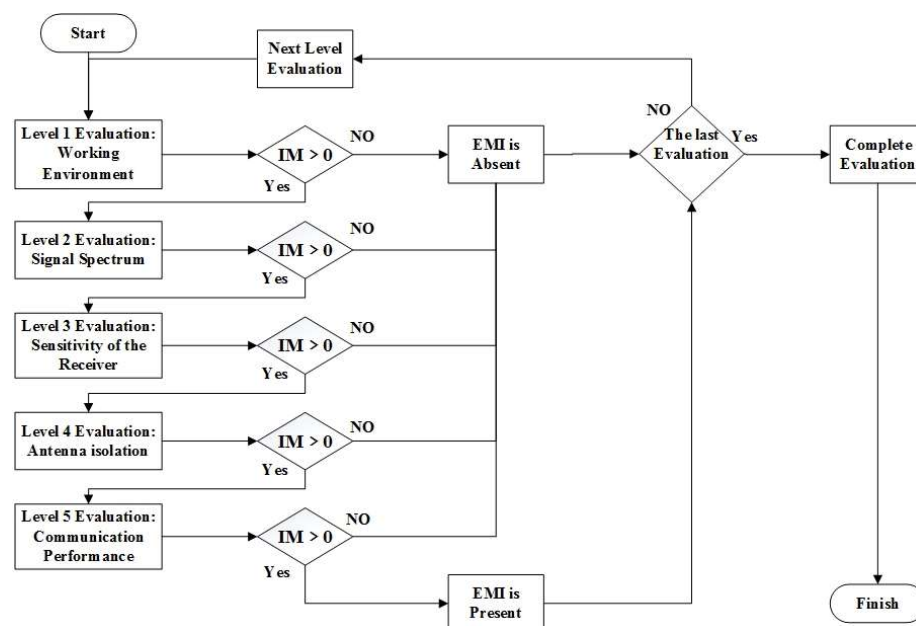 Start
Next Level
Evaluation
Level 1 Evaluation:
Working
Environment
IM > 0
NO
Yes
EMI is
Absent
The last
Evaluation
NO
Yes
Complete
Evaluation
Level 2 Evaluation:
Signal Spectrum
IM > 0
NO
Yes
Level 3 Evaluation:
Sensitivity of the
Receiver
IM > 0
NO
Yes
Level 4 Evaluation:
Antenna isolation
IM > 0
NO
Yes
Level 5 Evaluation:
Communication
Performance
IM > 0
NO
Yes
EMI is
Present
Finish